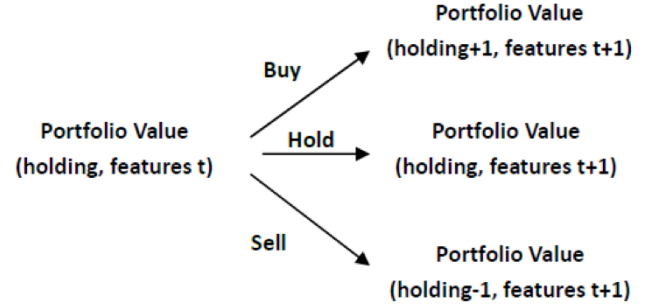 Portfolio Value
(holding+1, features t+1)
Buy
Portfolio Value
(holding, features t)
Hold
Portfolio Value
(holding, features t+1)
Sell
Portfolio Value
(holding-1, features t+1)